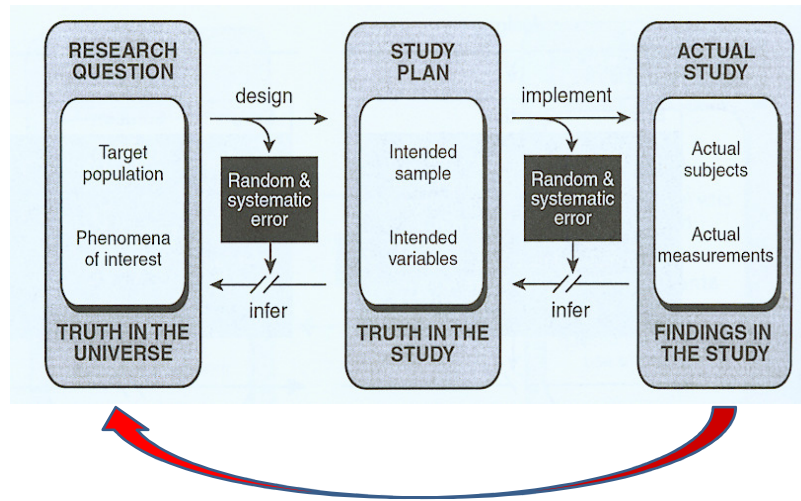 RESEARCH
QUESTION
Target
population
Phenomena
of interest
TRUTH IN THE
UNIVERSE
design
Random &
systematic
error
infer
STUDY
PLAN
Intended
sample
Intended
variables
TRUTH IN THE
STUDY
implement
Random &
systematic
error
infer
ACTUAL
STUDY
Actual
subjects
Actual
measurements
FINDINGS IN
THE STUDY